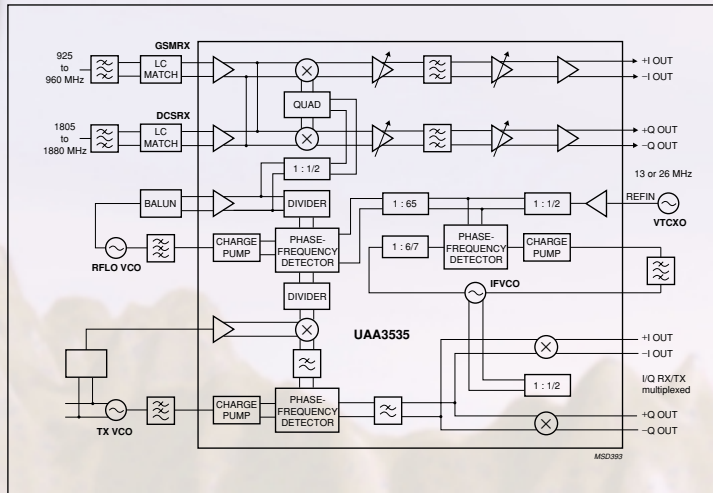 GSMRX
925
to
960 MHz
LC
MATCH
QUAD
+I OUT
−I OUT
DCSRX
1805
to
1880 MHz
LC
MATCH
+Q OUT
−Q OUT
1 : 1/2
13 or 26 MHz
BALUN
DIVIDER
1 : 65
1 : 1/2
REFIN
VTCXO
RFLO VCO
CHARGE
PUMP
PHASE-
FREQUENCY
DETECTOR
1 : 6/7
PHASE-
FREQUENCY
DETECTOR
CHARGE
PUMP
DIVIDER
IFVCO
UAA3535
+I OUT
−I OUT
1 : 1/2
I/Q RX/TX
multiplexed
TX VCO
CHARGE
PUMP
PHASE-
FREQUENCY
DETECTOR
+Q OUT
−Q OUT
MSD393